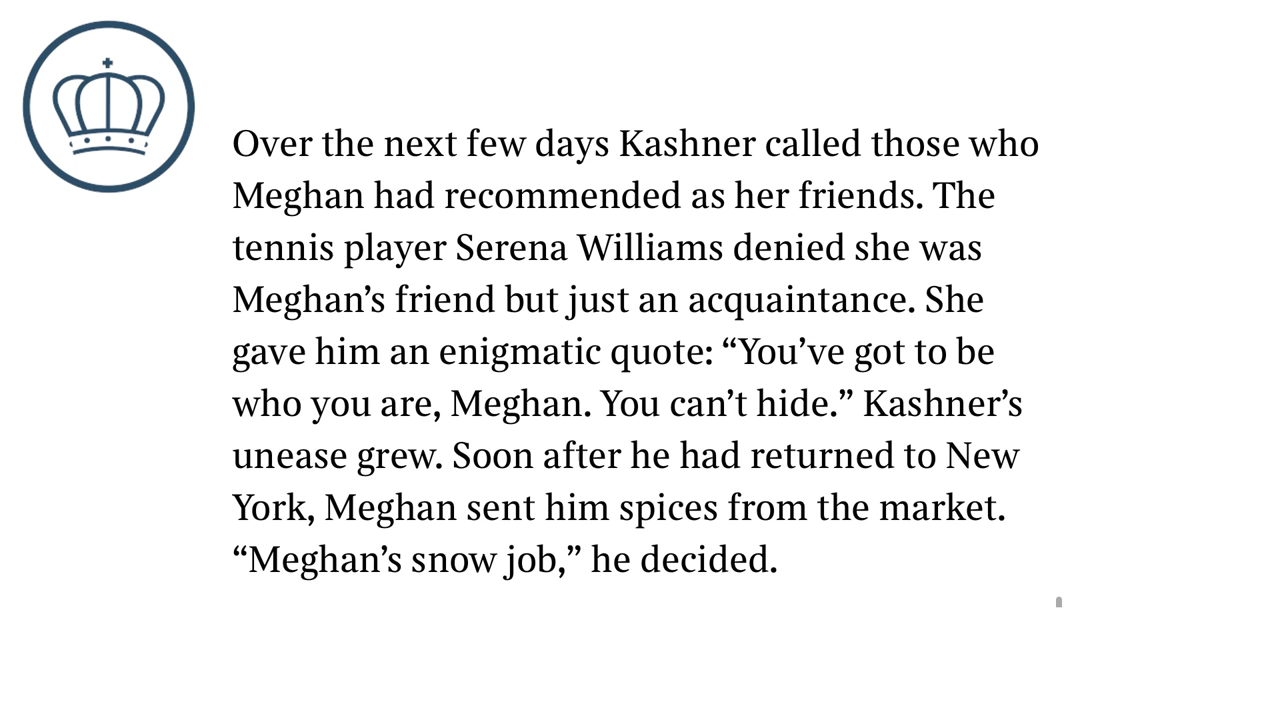 Over the next few days Kashner called those who
Meghan had recommended as her friends. The
tennis player Serena Williams denied she was
Meghan’s friend but just an acquaintance. She
gave him an enigmatic quote: “You’ve got to be
who you are, Meghan. You can’t hide.” Kashner’s
unease grew. Soon after he had returned to New
York, Meghan sent him spices from the market.
“Meghan’s snow job,” he decided.